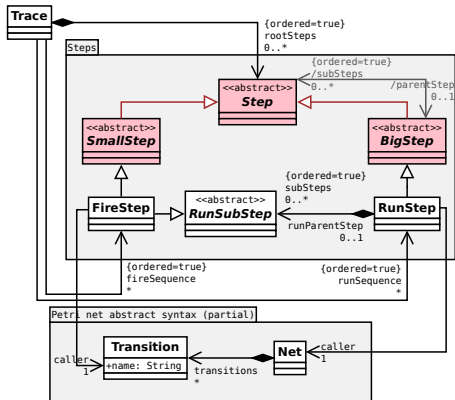 Trace
{ordered=true}
rootSteps
0..*
Steps
{ordered=true}
/subSteps
0..*
/parentStep
0..1
<<abstract>>
Step
<<abstract>>
SmallStep
<<abstract>>
BigStep
{ordered=true}
subSteps
0..*
FireStep
<<abstract>>
RunSubStep
RunStep
runParentStep
0..1
{ordered=true}
fireSequence
*
{ordered=true}
runSequence
*
Petri net abstract syntax (partial)
Transition
+name: String
Net
caller
1
transitions
*
caller
1